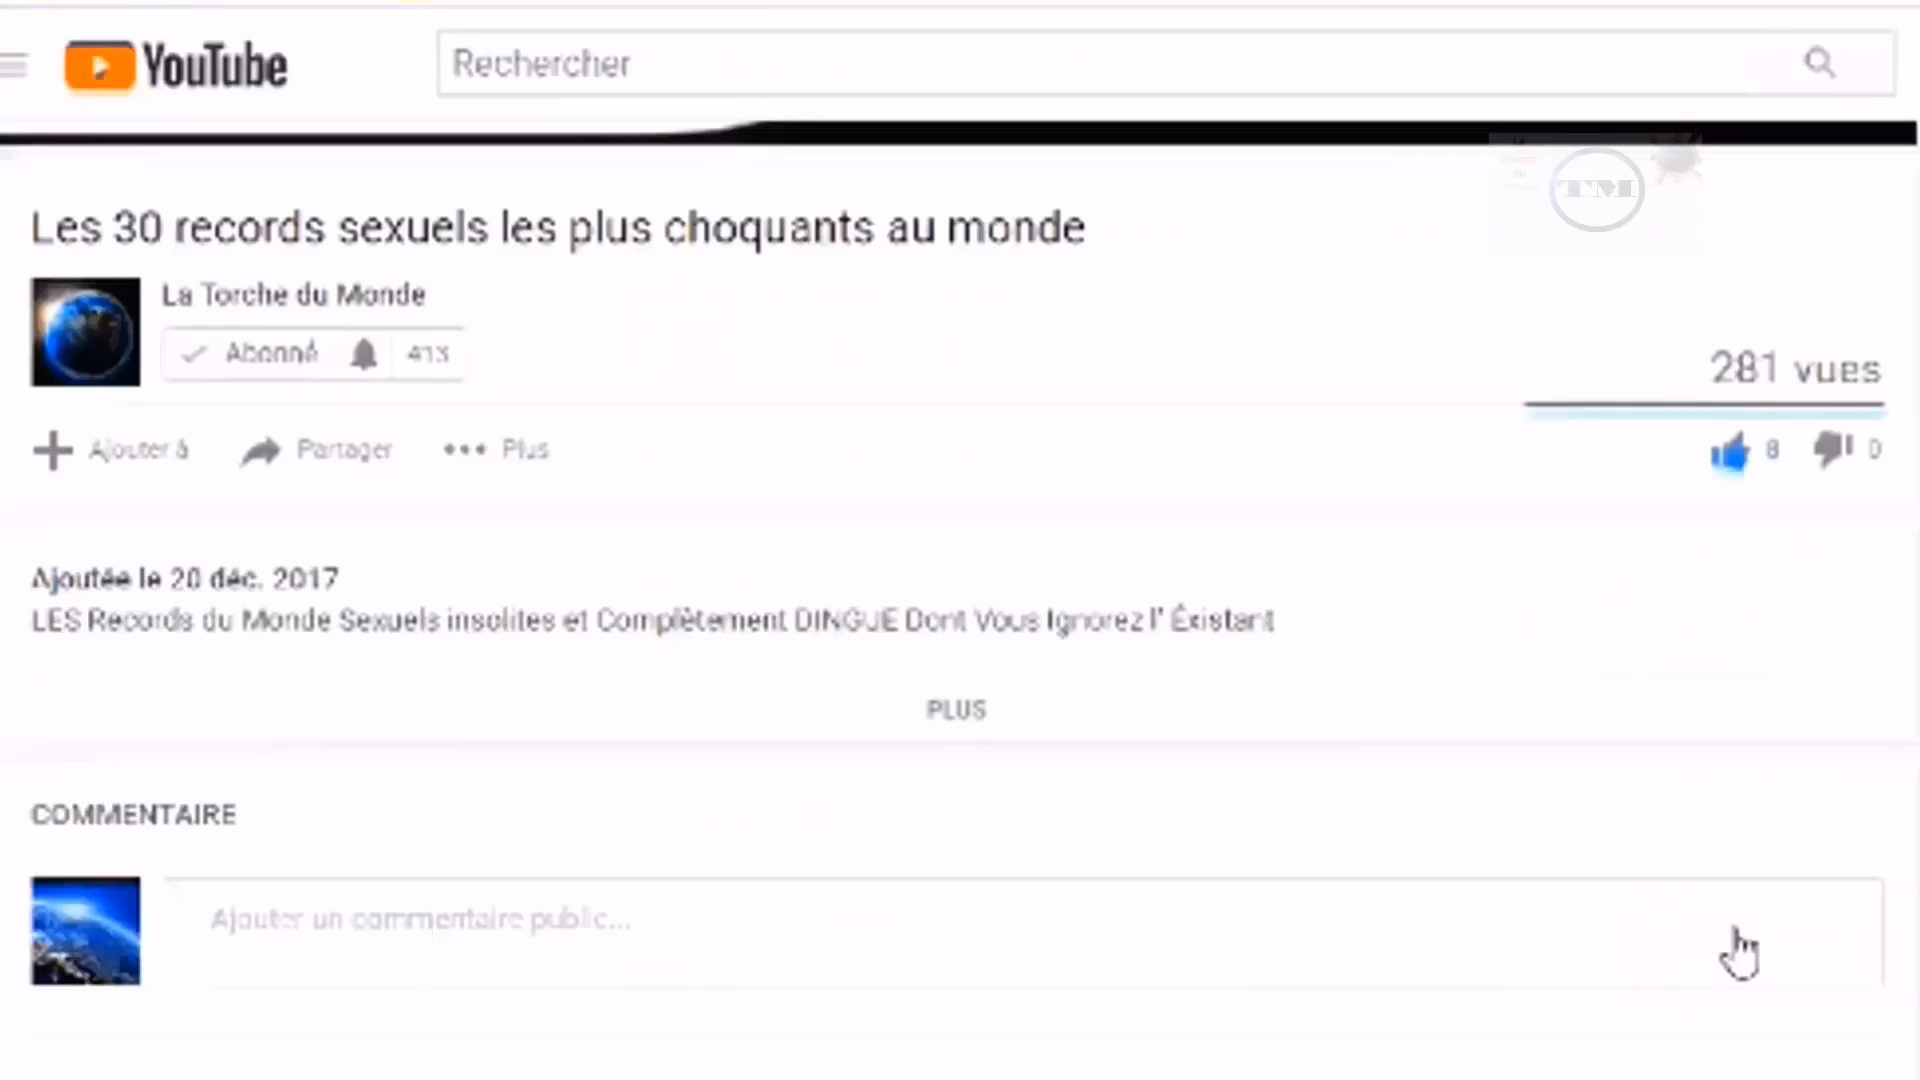 YouTube
Rechercher
TM
Les 30 records sexuels les plus choquants au monde
La Torche du Monde
Abonné 413
281 vues
Ajouter à Partager Plus
8 0
Ajoutée le 20 déc. 2017
LES Records du Monde Sexuels insolites et Complètement DINGUE Dont Vous Ignorez l' Éxistant
PLUS
COMMENTAIRE
Ajouter un commentaire public...